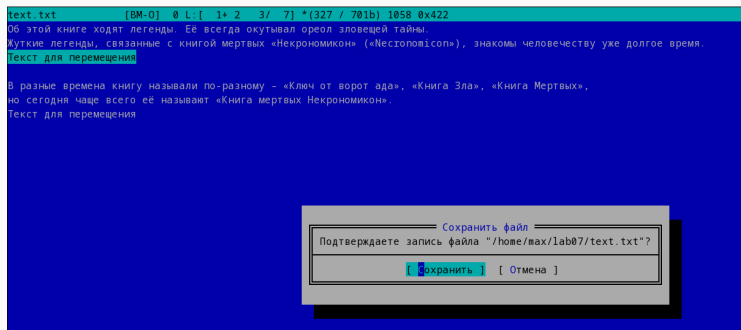 text.txt [BM-O] 0 L:[ 1+ 2 3/ 7] *(327 / 701b) 1058 0x422
Об этой книге ходят легенды. Её всегда окутывал ореол зловещей тайны.
Жуткие легенды, связанные с книгой мертвых «Некрономикон» («Necronomicon»), знакомы человечеству уже долгое время.
Текст для перемещения
В разные времена книгу называли по-разному – «Ключ от ворот ада», «Книга Зла», «Книга Мертвых»,
но сегодня чаще всего её называют «Книга мертвых Некрономикон».
Текст для перемещения
Сохранить файл
Подтверждаете запись файла "/home/max/lab07/text.txt"?
[ Сохранить ] [ Отмена ]